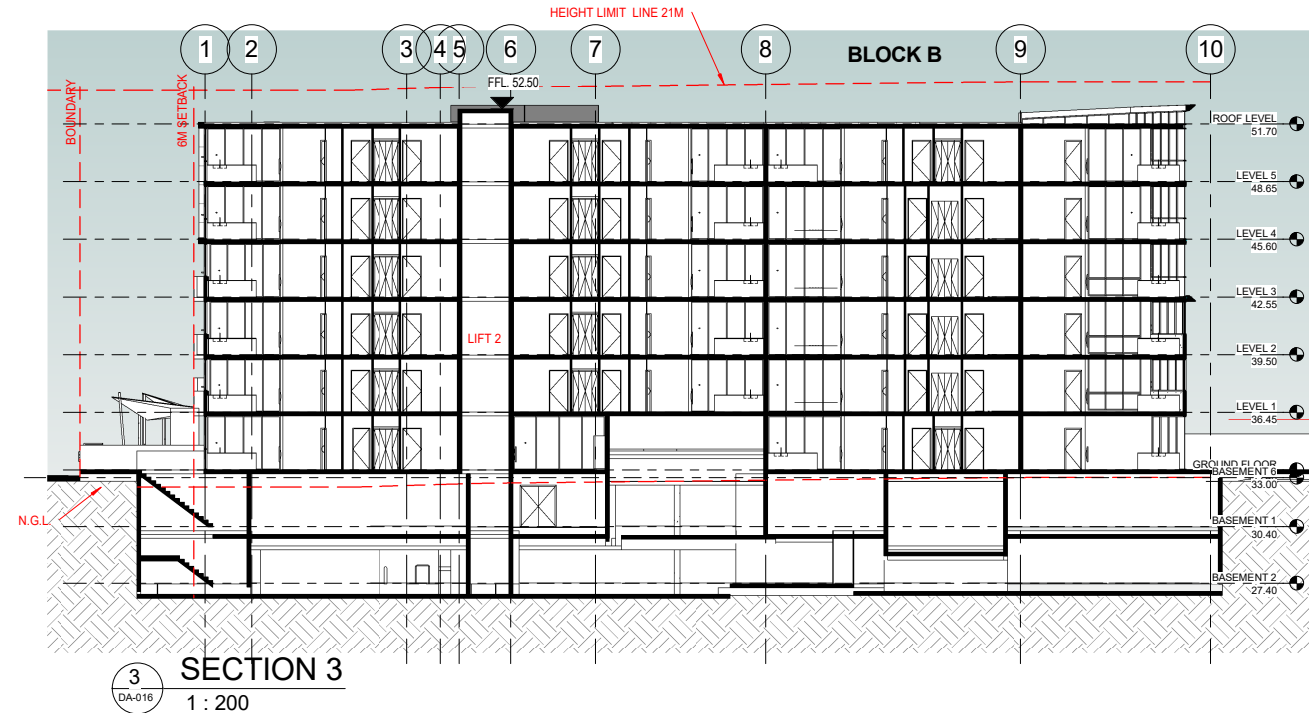 HEIGHT LIMIT LINE 21M
1
2
3
4
5
6
7
8
9
10
BLOCK B
BOUNDARY
6M SETBACK
FFL. 52.50
ROOF LEVEL
51.70
LEVEL 5
48.65
LEVEL 4
45.60
LEVEL 3
42.55
LIFT 2
LEVEL 2
39.50
LEVEL 1
36.45
GROUND FLOOR
BASEMENT 6
33.00
N.G.L
BASEMENT 1
30.40
BASEMENT 2
27.40
3
DA-016
SECTION 3
1 : 200